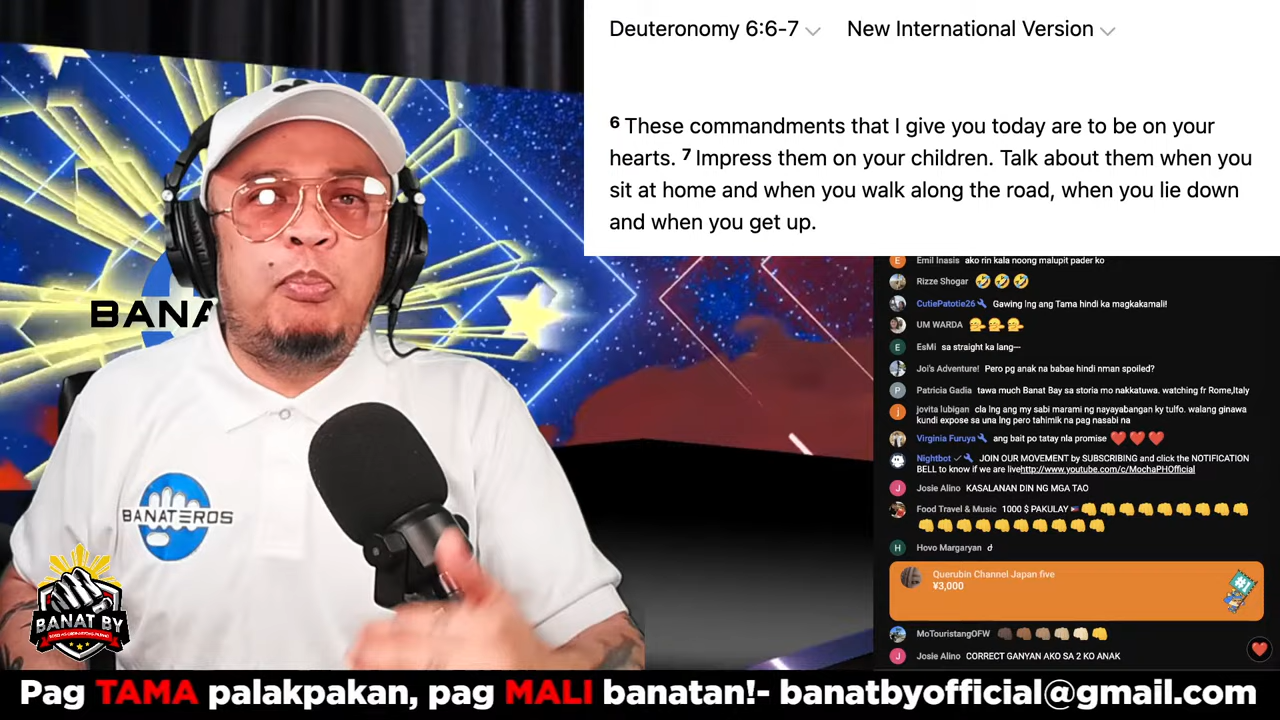 Deuteronomy 6:6-7 New International Version
6 These commandments that I give you today are to be on your
hearts. 7 Impress them on your children. Talk about them when you
sit at home and when you walk along the road, when you lie down
and when you get up.
BANA
Emil Inasis ako rin kala noong malupit pader ko
Rizze Shogar 🤣🤣🤣
CutiePatotie26 Gawing lng ang Tama hindi ka magkakamali!
UM WARDA
EsMi sa straight ka lang—
Joi's Adventure! Pero pg anak na babae hindi nman spoiled?
Patricia Gadia tawa much Banat Bay sa storia mo nakkatuwa. watching fr Rome,Italy
jovita lubigan cla lng ang my sabi marami ng nayayabangan ky tulfo. walang ginawa
kundi expose sa una lng pero tahimik na pag nasabi na
Virginia Furuya ang bait po tatay nla promise ❤️❤️❤️
Nightbot JOIN OUR MOVEMENT by SUBSCRIBING and click the NOTIFICATION
BELL to know if we are livehttp://www.youtube.com/c/MochaPHOfficial
Josie Alino KASALANAN DIN NG MGA TAO
Food Travel & Music 1000 $ PAKULAY
Hovo Margaryan
Querubin Channel Japan five
¥3,000
MoTouristangOFW
Josie Alino CORRECT GANYAN AKO SA 2 KO ANAK
BANATEROS
BANAT BY
Pag TAMA palakpakan, pag MALI banatan!- banatbyofficial@gmail.com